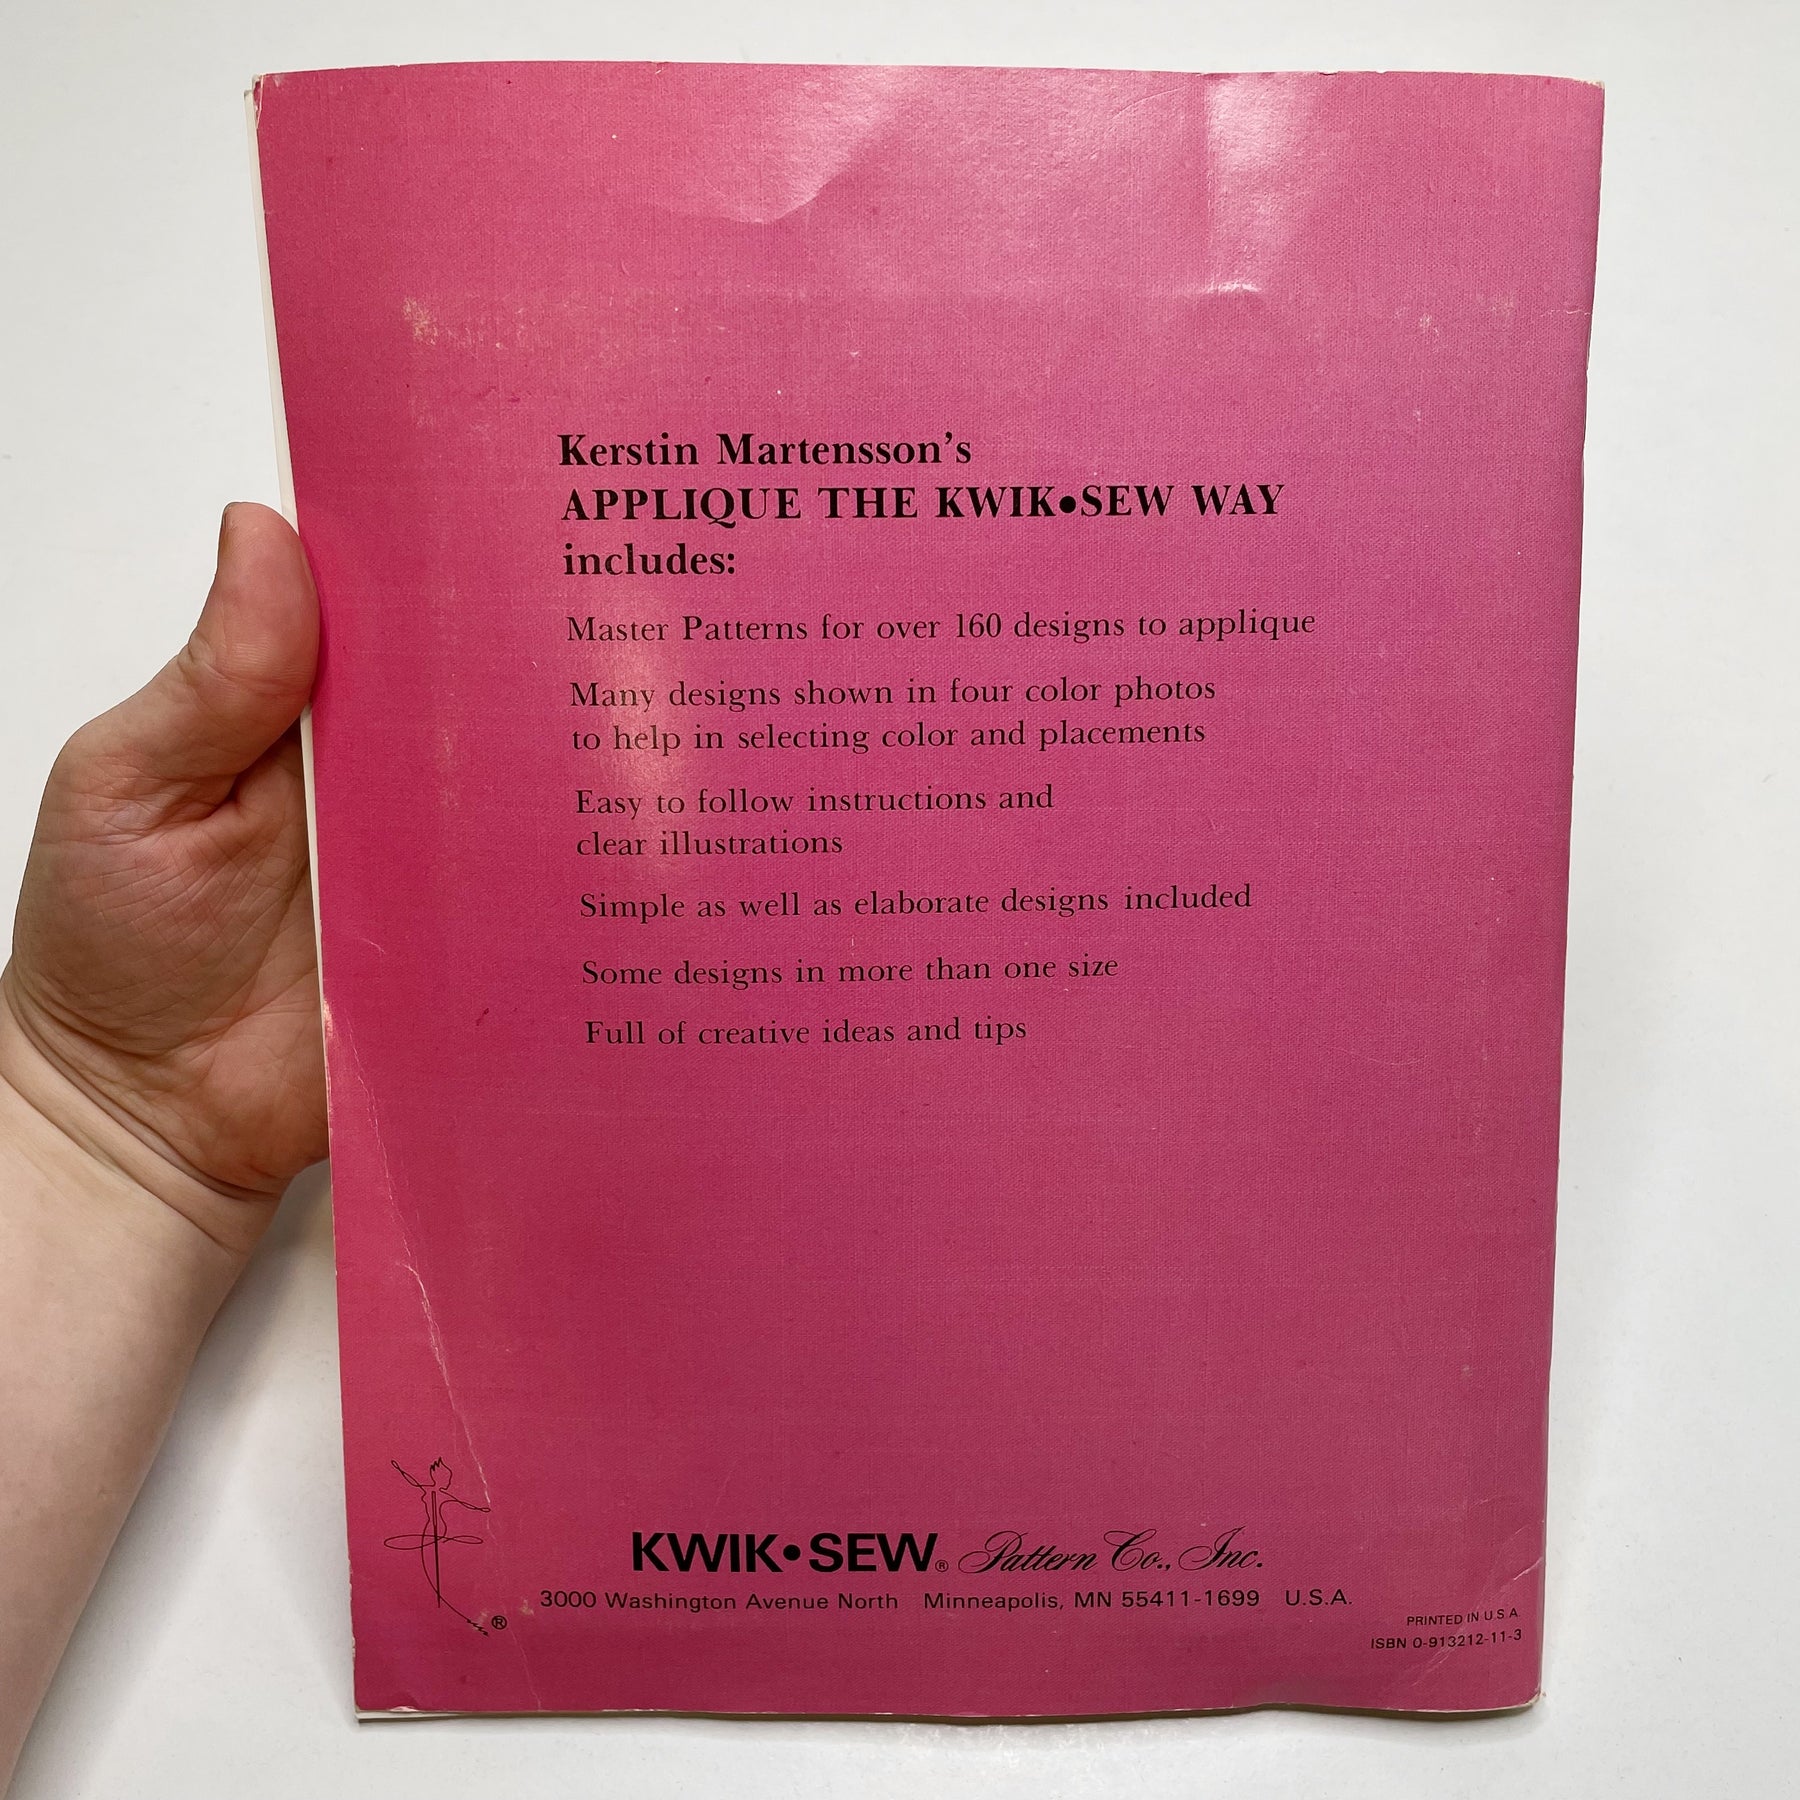 Kerstin Martensson's
APPLIQUE THE KWIK•SEW WAY
includes:
Master Patterns for over 160 designs to applique
Many designs shown in four color photos
to help in selecting color and placements
Easy to follow instructions and
clear illustrations
Simple as well as elaborate designs included
Some designs in more than one size
Full of creative ideas and tips
®
KWIK•SEW® Pattern Co., Inc.
3000 Washington Avenue North Minneapolis, MN 55411-1699 U.S.A.
PRINTED IN U.S.A.
ISBN 0-913212-11-3